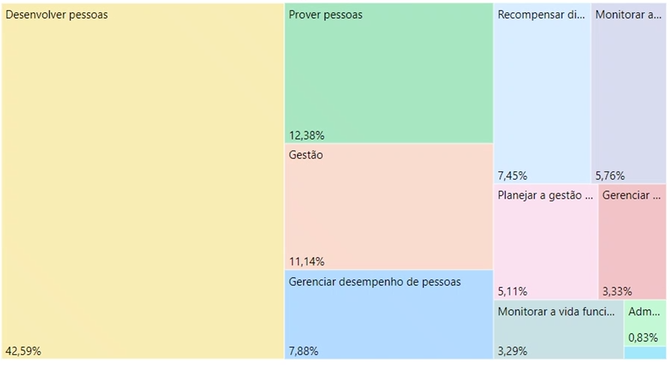 Desenvolver pessoas
42,59%
Prover pessoas
12,38%
Gestão
11,14%
Gerenciar desempenho de pessoas
7,88%
Recompensar di...
7,45%
Monitorar a...
5,76%
Planejar a gestão ...
5,11%
Gerenciar ...
3,33%
Monitorar a vida funci...
3,29%
Adm...
0,83%